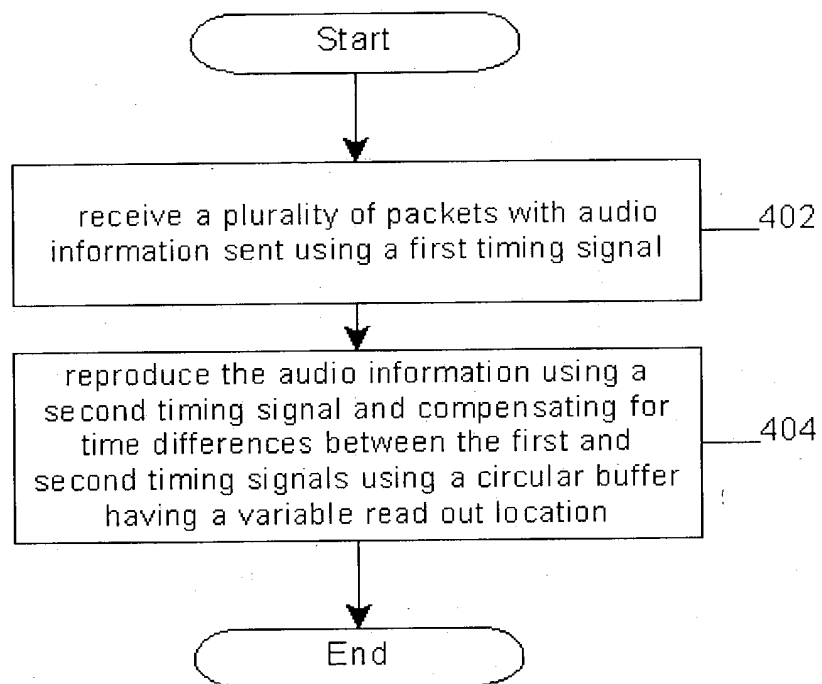 Start
receive a plurality of packets with audio
information sent using a first timing signal
402
reproduce the audio information using a
second timing signal and compensating for
time differences between the first and
second timing signals using a circular buffer
having a variable read out location
404
End